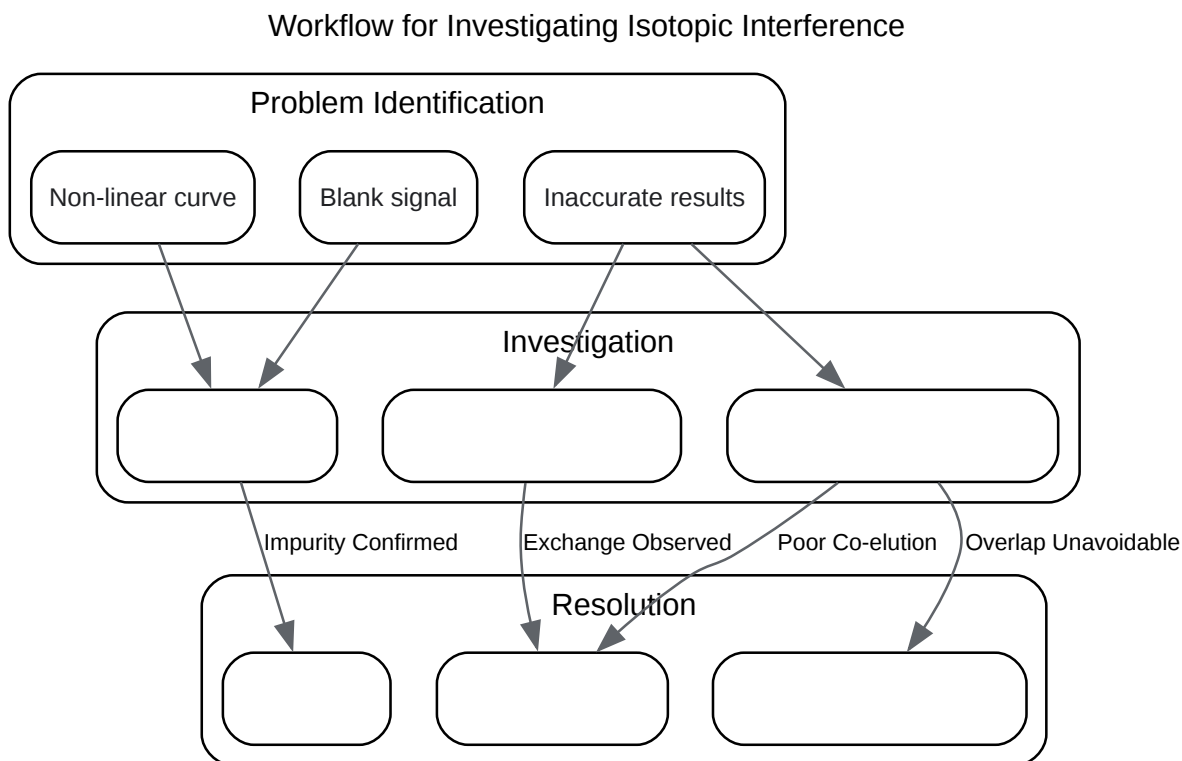 Workflow for Investigating Isotopic Interference
Problem Identification
Non-linear curve
Blank signal
Inaccurate results
Investigation
Impurity Confirmed
Exchange Observed
Poor Co-elution
Overlap Unavoidable
Resolution